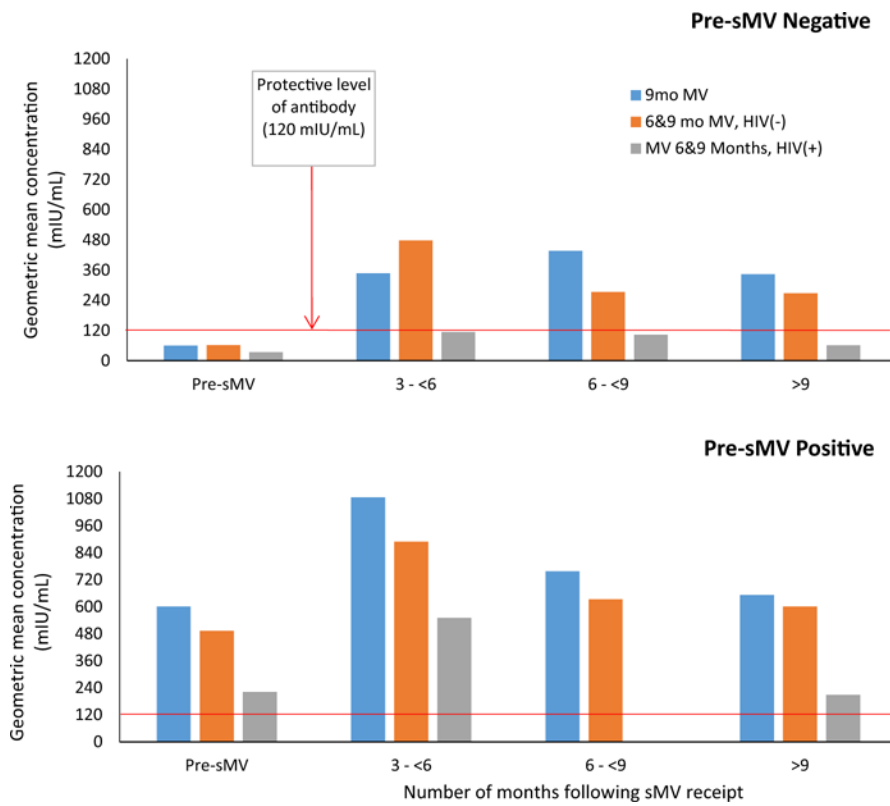 Pre-sMV Negative
Geometric mean concentration
(mIU/mL)
1200
1080
960
840
720
600
480
360
240
120
0
Protective level
of antibody
(120 mIU/mL)
9mo MV
6&9 mo MV, HIV(-)
MV 6&9 Months, HIV(+)
Pre-sMV
3 - <6
6 - <9
>9
Pre-sMV Positive
Geometric mean concentration
(mIU/mL)
1200
1080
960
840
720
600
480
360
240
120
0
Pre-sMV
3 - <6
6 - <9
>9
Number of months following sMV receipt